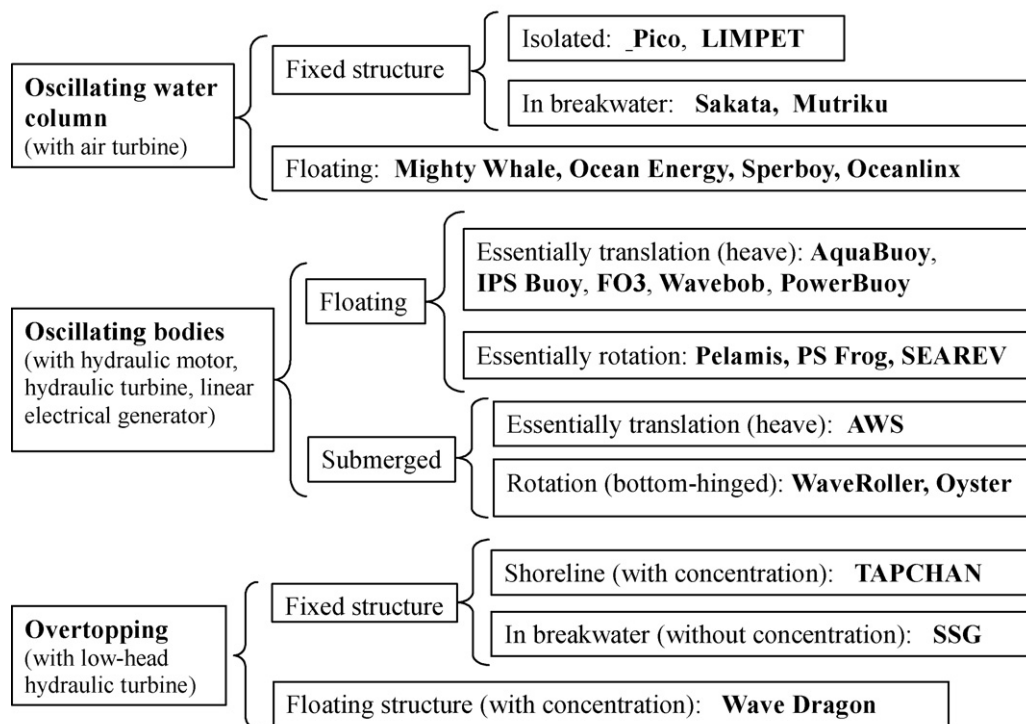 Oscillating water
column
(with air turbine)
Fixed structure
Isolated: _Pico, LIMPET
In breakwater: Sakata, Mutriku
Floating: Mighty Whale, Ocean Energy, Sperboy, Oceanlinx
Oscillating bodies
(with hydraulic motor,
hydraulic turbine, linear
electrical generator)
Floating
Essentially translation (heave): AquaBuoy,
IPS Buoy, FO3, Wavebob, PowerBuoy
Essentially rotation: Pelamis, PS Frog, SEAREV
Submerged
Essentially translation (heave): AWS
Rotation (bottom-hinged): WaveRoller, Oyster
Overtopping
(with low-head
hydraulic turbine)
Fixed structure
Shoreline (with concentration): TAPCHAN
In breakwater (without concentration): SSG
Floating structure (with concentration): Wave Dragon